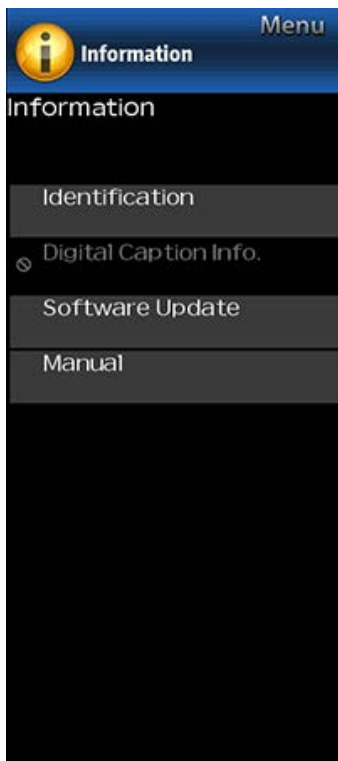 Menu
Information
Information
Identification
Digital Caption Info.
Software Update
Manual